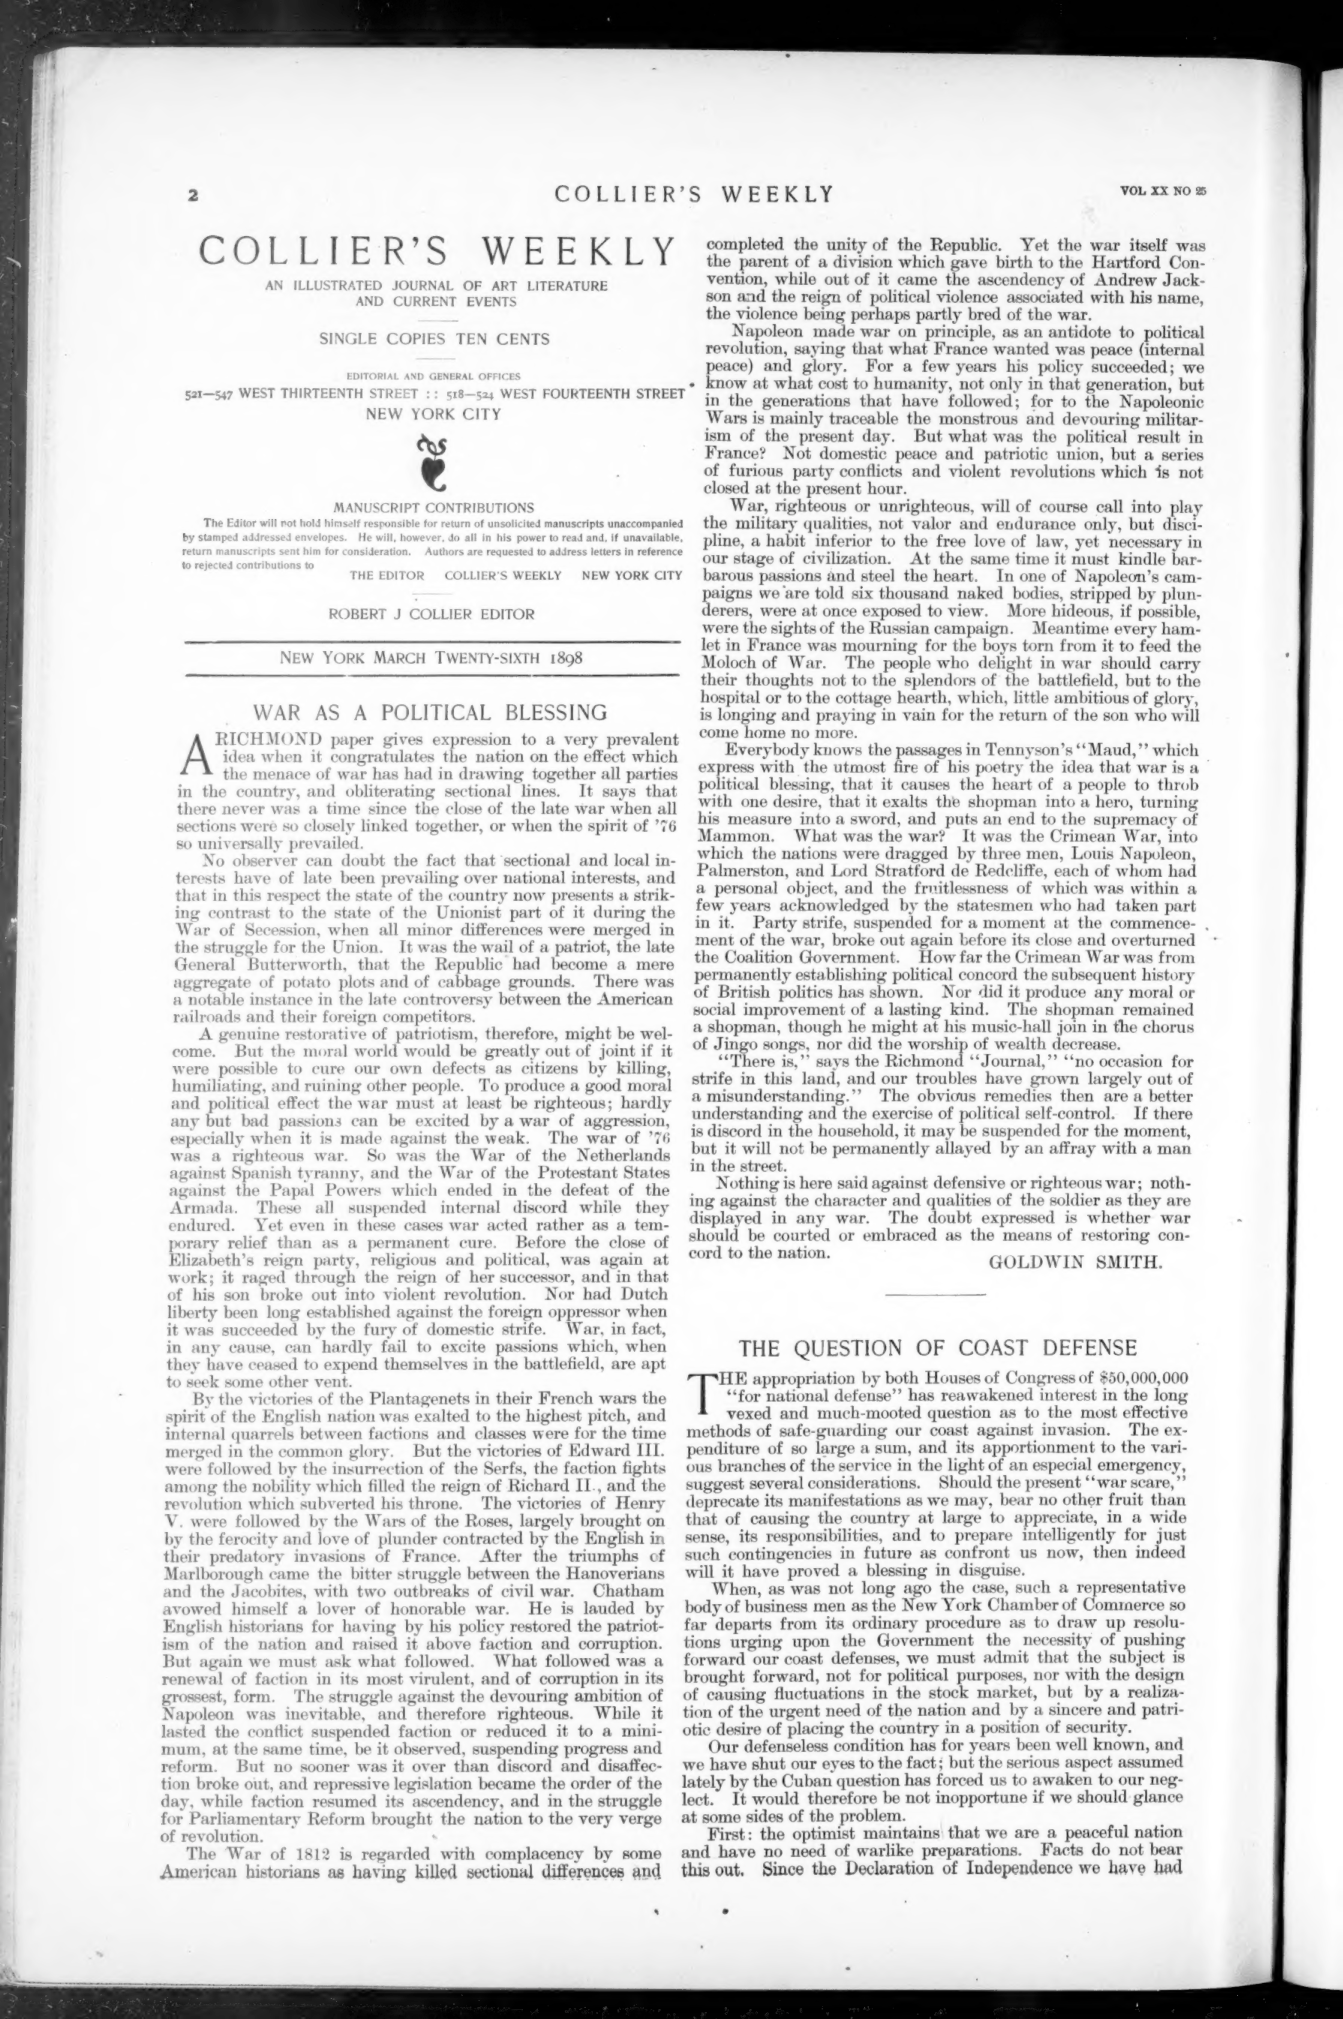 2
COLLIER'S WEEKLY
VOL XX NO 25
COLLIER'S WEEKLY
AN ILLUSTRATED JOURNAL OF ART LITERATURE
AND CURRENT EVENTS
SINGLE COPIES TEN CENTS
EDITORIAL AND GENERAL OFFICES
521—547 WEST THIRTEENTH STREET :: 518—524 WEST FOURTEENTH STREET
NEW YORK CITY
MANUSCRIPT CONTRIBUTIONS
The Editor will not hold himself responsible for return of unsolicited manuscripts unaccompanied
by stamped addressed envelopes. He will, however, do all in his power to read and, if unavailable,
return manuscripts sent him for consideration. Authors are requested to address letters in reference
to rejected contributions to
THE EDITOR COLLIER'S WEEKLY NEW YORK CITY
ROBERT J COLLIER EDITOR
NEW YORK MARCH TWENTY-SIXTH 1898
WAR AS A POLITICAL BLESSING
A RICHMOND paper gives expression to a very prevalent
idea when it congratulates the nation on the effect which
the menace of war has had in drawing together all parties
in the country, and obliterating sectional lines. It says that
there never was a time since the close of the late war when all
sections were so closely linked together, or when the spirit of '76
so universally prevailed.
No observer can doubt the fact that sectional and local in-
terests have of late been prevailing over national interests, and
that in this respect the state of the country now presents a strik-
ing contrast to the state of the Unionist part of it during the
War of Secession, when all minor differences were merged in
the struggle for the Union. It was the wail of a patriot, the late
General Butterworth, that the Republic had become a mere
aggregate of potato plots and of cabbage grounds. There was
a notable instance in the late controversy between the American
railroads and their foreign competitors.
A genuine restorative of patriotism, therefore, might be wel-
come. But the moral world would be greatly out of joint if it
were possible to cure our own defects as citizens by killing,
humiliating, and ruining other people. To produce a good moral
and political effect the war must at least be righteous; hardly
any but bad passions can be excited by a war of aggression,
especially when it is made against the weak. The war of '76
was a righteous war. So was the War of the Netherlands
against Spanish tyranny, and the War of the Protestant States
against the Papal Powers which ended in the defeat of the
Armada. These all suspended internal discord while they
endured. Yet even in these cases war acted rather as a tem-
porary relief than as a permanent cure. Before the close of
Elizabeth's reign party, religious and political, was again at
work; it raged through the reign of her successor, and in that
of his son broke out into violent revolution. Nor had Dutch
liberty been long established against the foreign oppressor when
it was succeeded by the fury of domestic strife. War, in fact,
in any cause, can hardly fail to excite passions which, when
they have ceased to expend themselves in the battlefield, are apt
to seek some other vent.
By the victories of the Plantagenets in their French wars the
spirit of the English nation was exalted to the highest pitch, and
internal quarrels between factions and classes were for the time
merged in the common glory. But the victories of Edward III.
were followed by the insurrection of the Serfs, the faction fights
among the nobility which filled the reign of Richard II., and the
revolution which subverted his throne. The victories of Henry
V. were followed by the Wars of the Roses, largely brought on
by the ferocity and love of plunder contracted by the English in
their predatory invasions of France. After the triumphs of
Marlborough came the bitter struggle between the Hanoverians
and the Jacobites, with two outbreaks of civil war. Chatham
avowed himself a lover of honorable war. He is lauded by
English historians for having by his policy restored the patriot-
ism of the nation and raised it above faction and corruption.
But again we must ask what followed. What followed was a
renewal of faction in its most virulent, and of corruption in its
grossest, form. The struggle against the devouring ambition of
Napoleon was inevitable, and therefore righteous. While it
lasted the conflict suspended faction or reduced it to a mini-
mum, at the same time, be it observed, suspending progress and
reform. But no sooner was it over than discord and disaffec-
tion broke out, and repressive legislation became the order of the
day, while faction resumed its ascendency, and in the struggle
for Parliamentary Reform brought the nation to the very verge
of revolution.
The War of 1812 is regarded with complacency by some
American historians as having killed sectional differences and
completed the unity of the Republic. Yet the war itself was
the parent of a division which gave birth to the Hartford Con-
vention, while out of it came the ascendency of Andrew Jack-
son and the reign of political violence associated with his name,
the violence being perhaps partly bred of the war.
Napoleon made war on principle, as an antidote to political
revolution, saying that what France wanted was peace (internal
peace) and glory. For a few years his policy succeeded; we
know at what cost to humanity, not only in that generation, but
in the generations that have followed; for to the Napoleonic
Wars is mainly traceable the monstrous and devouring militar-
ism of the present day. But what was the political result in
France? Not domestic peace and patriotic union, but a series
of furious party conflicts and violent revolutions which is not
closed at the present hour.
War, righteous or unrighteous, will of course call into play
the military qualities, not valor and endurance only, but disci-
pline, a habit inferior to the free love of law, yet necessary in
our stage of civilization. At the same time it must kindle bar-
barous passions and steel the heart. In one of Napoleon's cam-
paigns we are told six thousand naked bodies, stripped by plun-
derers, were at once exposed to view. More hideous, if possible,
were the sights of the Russian campaign. Meantime every ham-
let in France was mourning for the boys torn from it to feed the
Moloch of War. The people who delight in war should carry
their thoughts not to the splendors of the battlefield, but to the
hospital or to the cottage hearth, which, little ambitious of glory,
is longing and praying in vain for the return of the son who will
come home no more.
Everybody knows the passages in Tennyson's "Maud," which
express with the utmost fire of his poetry the idea that war is a
political blessing, that it causes the heart of a people to throb
with one desire, that it exalts the shopman into a hero, turning
his measure into a sword, and puts an end to the supremacy of
Mammon. What was the war? It was the Crimean War, into
which the nations were dragged by three men, Louis Napoleon,
Palmerston, and Lord Stratford de Redcliffe, each of whom had
a personal object, and the fruitlessness of which was within a
few years acknowledged by the statesmen who had taken part
in it. Party strife, suspended for a moment at the commence-
ment of the war, broke out again before its close and overturned
the Coalition Government. How far the Crimean War was from
permanently establishing political concord the subsequent history
of British politics has shown. Nor did it produce any moral or
social improvement of a lasting kind. The shopman remained
a shopman, though he might at his music-hall join in the chorus
of Jingo songs, nor did the worship of wealth decrease.
"There is," says the Richmond "Journal," "no occasion for
strife in this land, and our troubles have grown largely out of
a misunderstanding." The obvious remedies then are a better
understanding and the exercise of political self-control. If there
is discord in the household, it may be suspended for the moment,
but it will not be permanently allayed by an affray with a man
in the street.
Nothing is here said against defensive or righteous war; noth-
ing against the character and qualities of the soldier as they are
displayed in any war. The doubt expressed is whether war
should be courted or embraced as the means of restoring con-
cord to the nation.
GOLDWIN SMITH.
THE QUESTION OF COAST DEFENSE
THE appropriation by both Houses of Congress of $50,000,000
"for national defense" has reawakened interest in the long
vexed and much-mooted question as to the most effective
methods of safe-guarding our coast against invasion. The ex-
penditure of so large a sum, and its apportionment to the vari-
ous branches of the service in the light of an especial emergency,
suggest several considerations. Should the present "war scare,"
deprecate its manifestations as we may, bear no other fruit than
that of causing the country at large to appreciate, in a wide
sense, its responsibilities, and to prepare intelligently for just
such contingencies in future as confront us now, then indeed
will it have proved a blessing in disguise.
When, as was not long ago the case, such a representative
body of business men as the New York Chamber of Commerce so
far departs from its ordinary procedure as to draw up resolu-
tions urging upon the Government the necessity of pushing
forward our coast defenses, we must admit that the subject is
brought forward, not for political purposes, nor with the design
of causing fluctuations in the stock market, but by a realiza-
tion of the urgent need of the nation and by a sincere and patri-
otic desire of placing the country in a position of security.
Our defenseless condition has for years been well known, and
we have shut our eyes to the fact; but the serious aspect assumed
lately by the Cuban question has forced us to awaken to our neg-
lect. It would therefore be not inopportune if we should glance
at some sides of the problem.
First: the optimist maintains that we are a peaceful nation
and have no need of warlike preparations. Facts do not bear
this out. Since the Declaration of Independence we have had